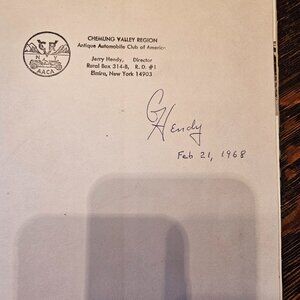 CHEMUNG VALLEY REGION
Antique Automobile Club of America
Jerry Hendy, Director
Rural Box 314-B, R. D. #1
Elmira, New York 14903
AACA
G Hendy
Feb 21, 1968